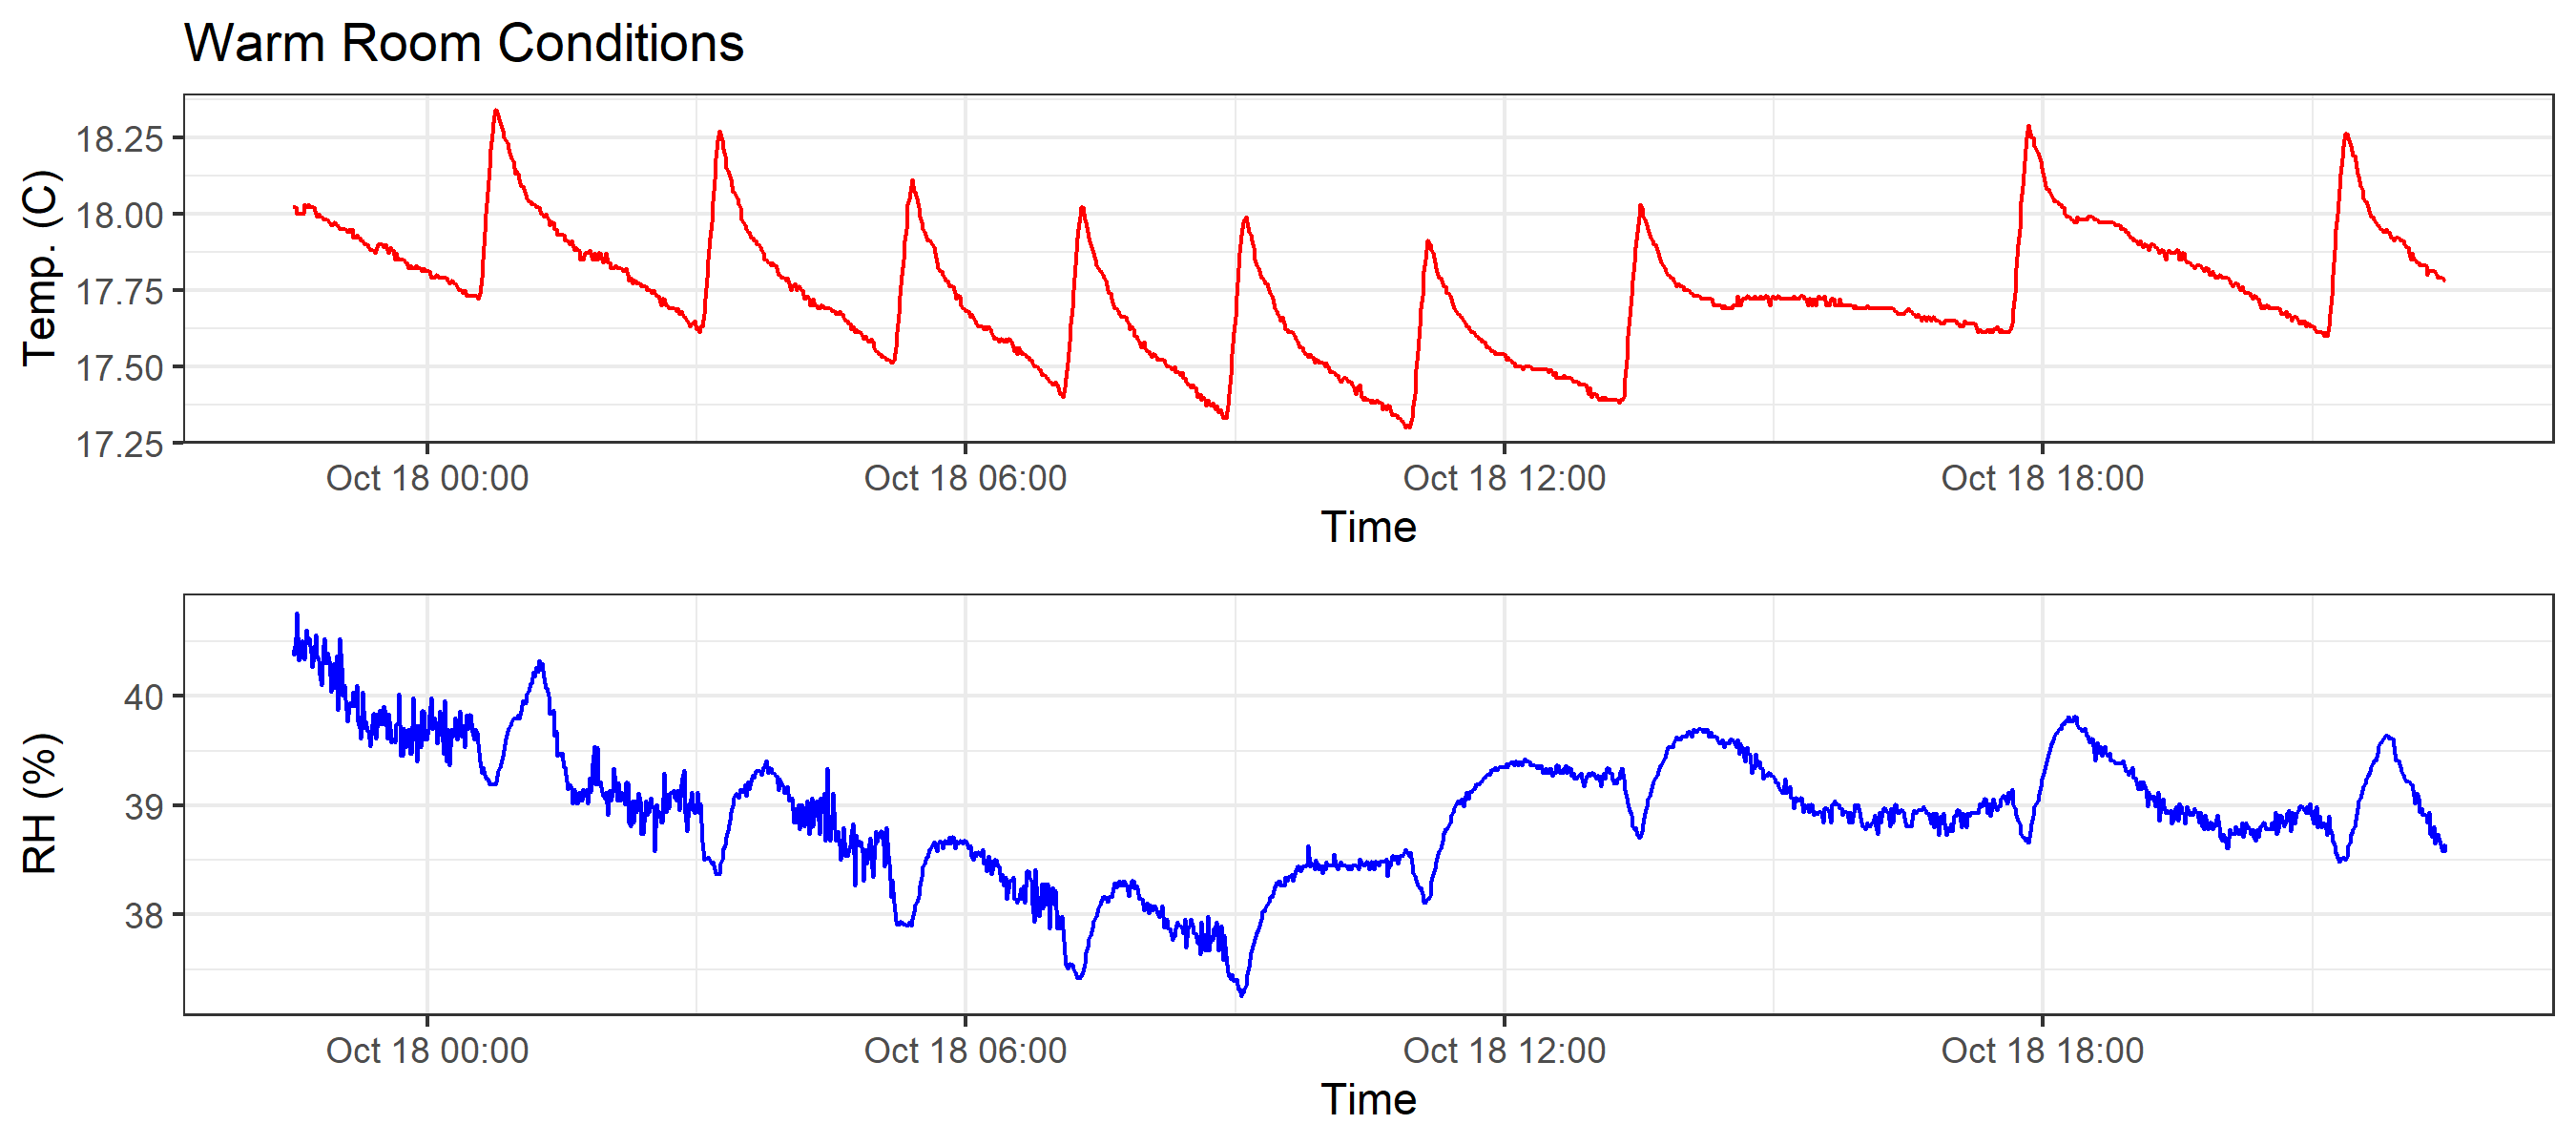 Warm Room Conditions
Temp. (C)
18.25
18.00
17.75
17.50
17.25
Oct 18 00:00 Oct 18 06:00 Oct 18 12:00 Oct 18 18:00
Time
RH (%)
40
39
38
Oct 18 00:00 Oct 18 06:00 Oct 18 12:00 Oct 18 18:00
Time